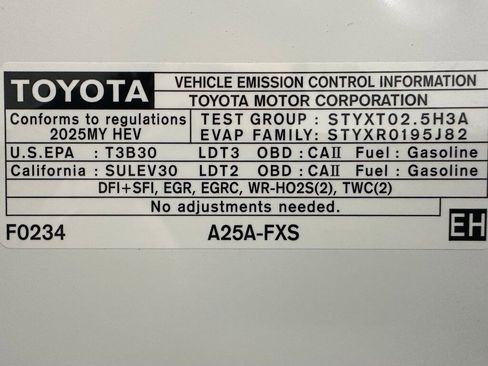 TOYOTA VEHICLE EMISSION CONTROL INFORMATION
TOYOTA MOTOR CORPORATION
Conforms to regulations TEST GROUP : STYXT02.5H3A
2025MY HEV EVAP FAMILY: STYXR0195J82
U.S.EPA : T3B30 LDT3 OBD : CAII Fuel : Gasoline
California : SULEV30 LDT2 OBD : CAII Fuel : Gasoline
DFI+SFI, EGR, EGRC, WR-HO2S(2), TWC(2)
No adjustments needed.
F0234 A25A-FXS EH